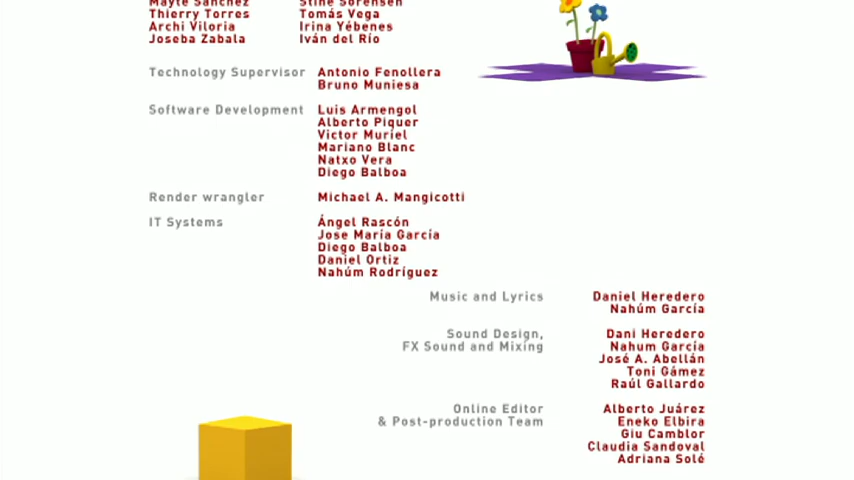 Mayte Sánchez Stine Sorensen
Thierry Torres Tomás Vega
Archi Viloria Irina Yébenes
Joseba Zabala Iván del Río
Technology Supervisor Antonio Fenollera
Bruno Muniesa
Software Development Luis Armengol
Alberto Piquer
Victor Muriel
Mariano Blanc
Natxo Vera
Diego Balboa
Render wrangler Michael A. Mangicotti
IT Systems Ángel Rascón
Jose María García
Diego Balboa
Daniel Ortiz
Nahúm Rodríguez
Music and Lyrics Daniel Heredero
Nahúm García
Sound Design, Dani Heredero
FX Sound and Mixing Nahum García
José A. Abellán
Toni Gámez
Raúl Gallardo
Online Editor Alberto Juárez
& Post-production Team Eneko Elbira
Giu Camblor
Claudia Sandoval
Adriana Solé